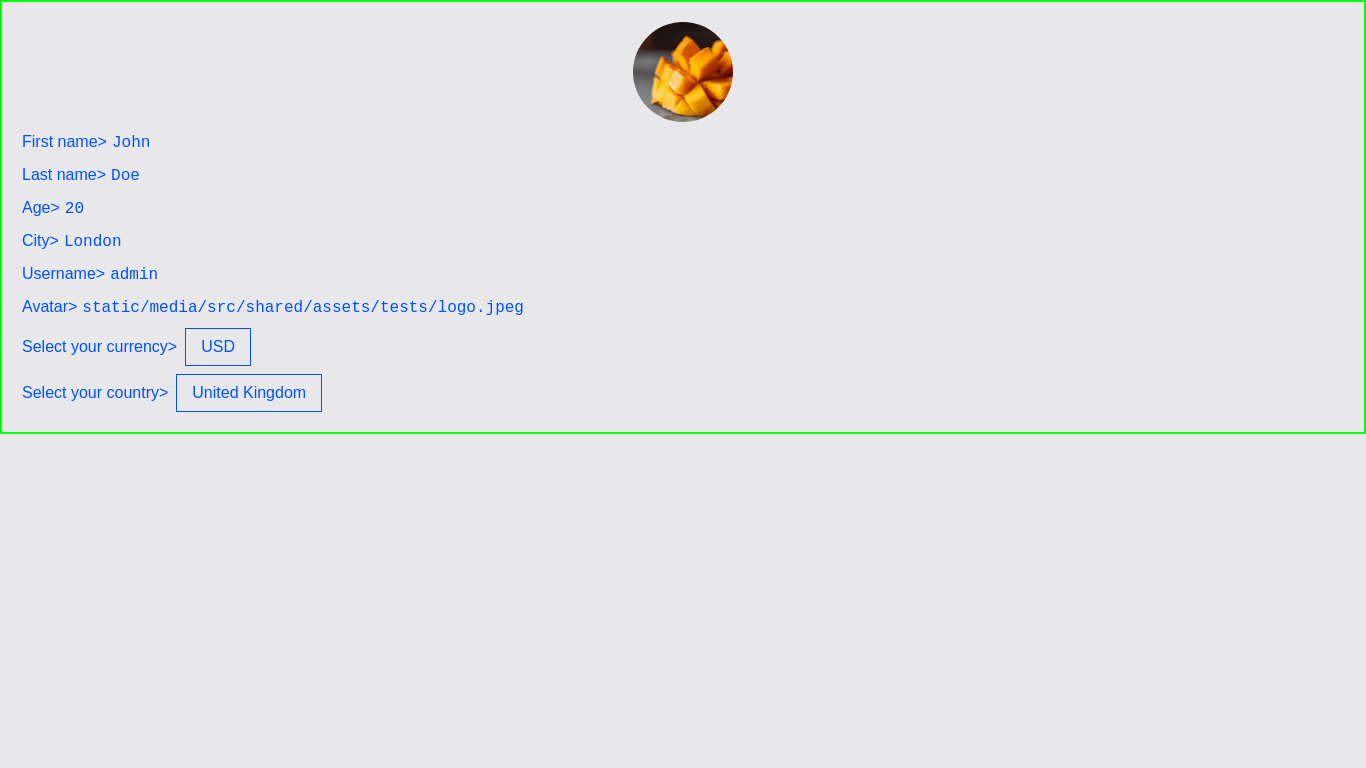 First name> John
Last name> Doe
Age> 20
City> London
Username> admin
Avatar> static/media/src/shared/assets/tests/logo.jpeg
Select your currency> USD
Select your country> United Kingdom